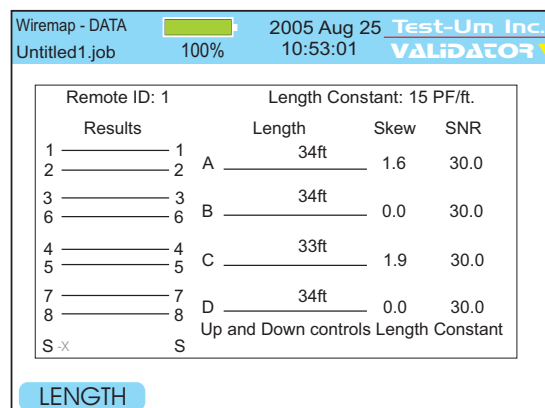 Wiremap - DATA 2005 Aug 25 Test-Um Inc.
Untitled1.job 100% 10:53:01 VALIDATOR
Remote ID: 1 Length Constant: 15 PF/ft.
Results Length Skew SNR
1 1 A 34ft 1.6 30.0
2 2
3 3 B 34ft 0.0 30.0
6 6
4 4 C 33ft 1.9 30.0
5 5
7 7 D 34ft 0.0 30.0
8 8
Up and Down controls Length Constant
S -X S
LENGTH